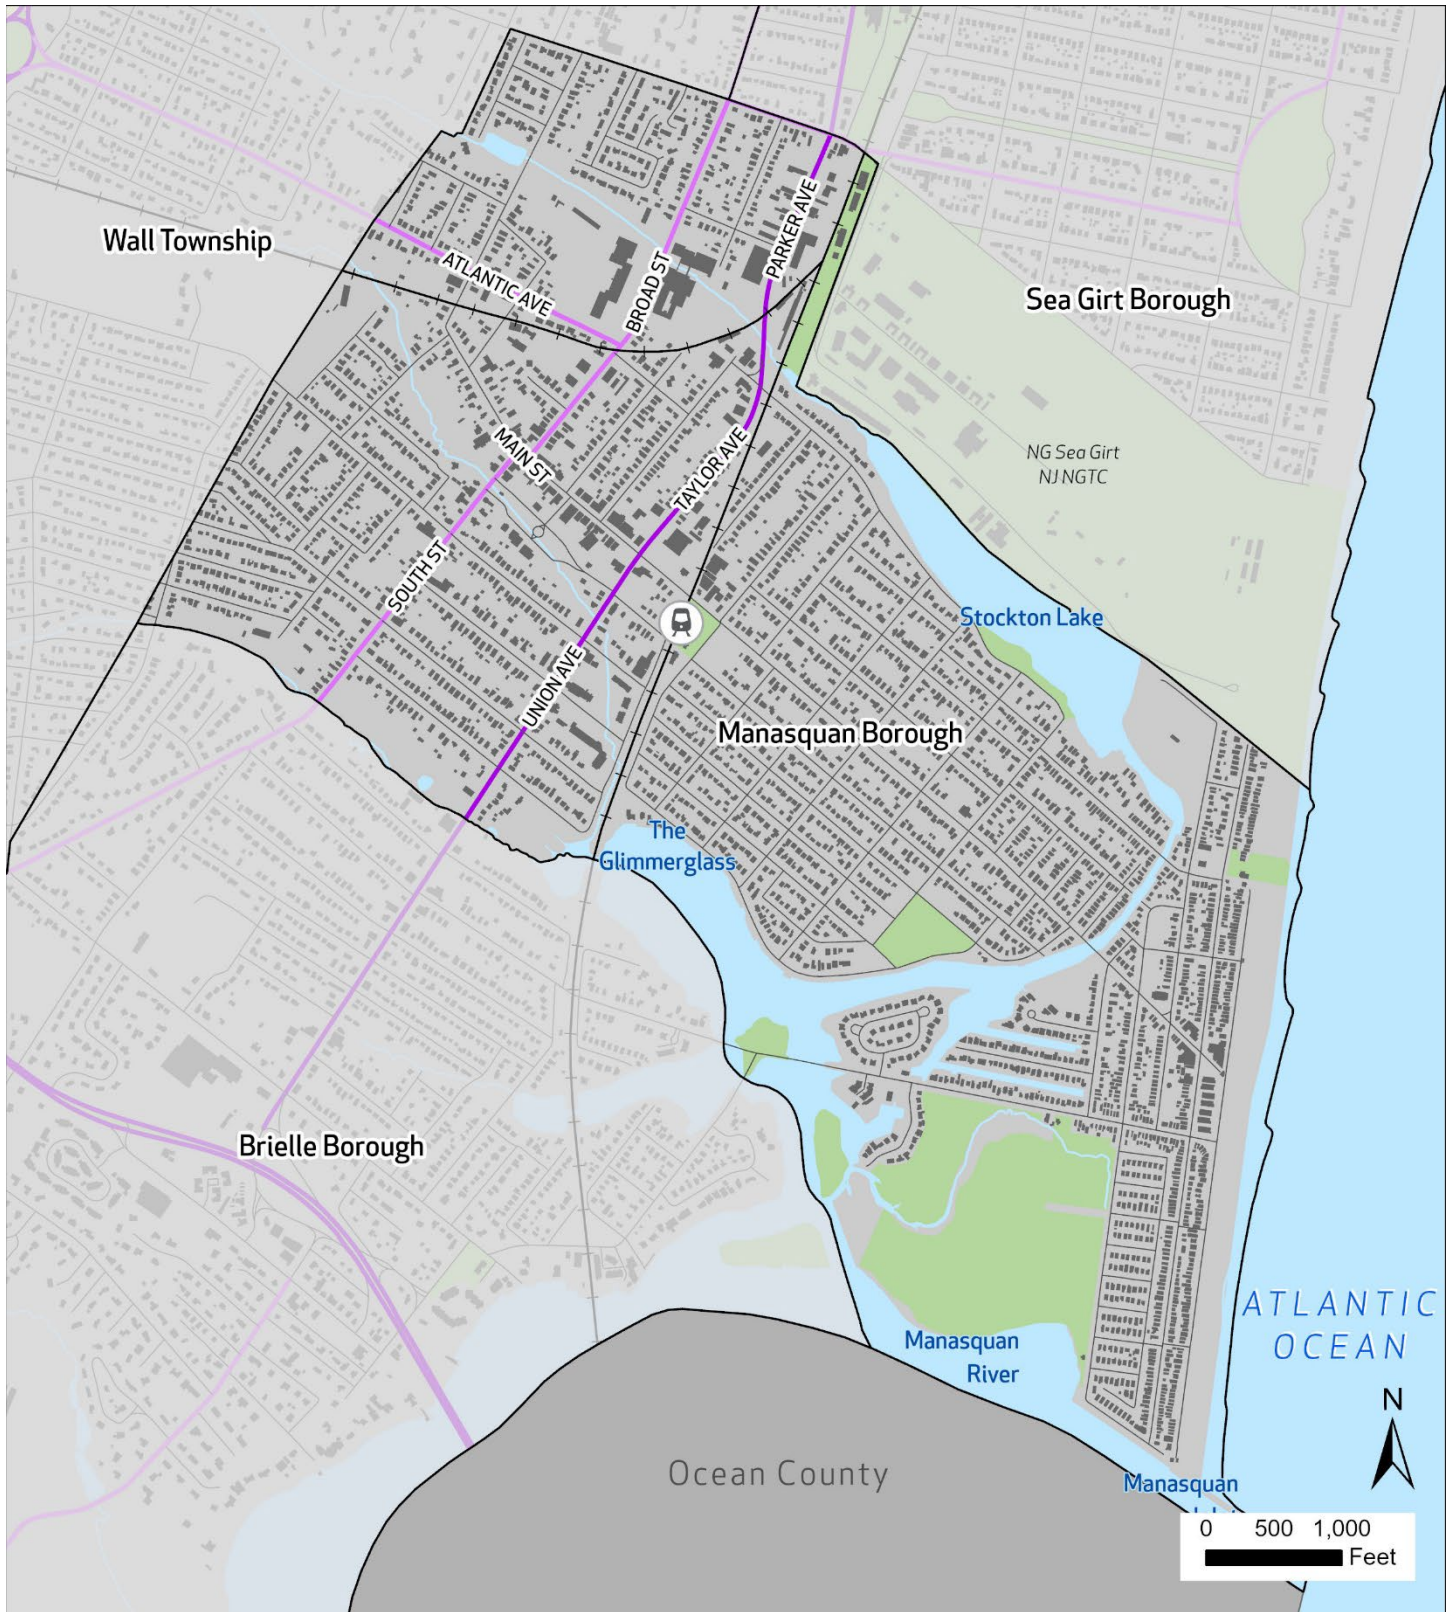 Wall Township
PARKER AVE
ATLANTIC AVE
BROAD ST
Sea Girt Borough
MAIN ST
TAYLOR AVE
NG Sea Girt
NJ NGTC
SOUTH ST
Stockton Lake
UNION AVE
Manasquan Borough
The
Glimmerglass
Brielle Borough
ATLANTIC
OCEAN
Manasquan
River
N
Ocean County
Manasquan
0 500 1,000
Feet